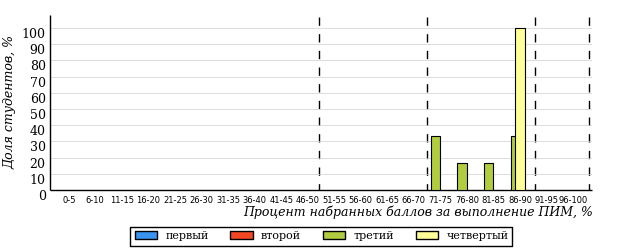 Доля студентов, %
100
90
80
70
60
50
40
30
20
10
0
0-5 6-10 11-15 16-20 21-25 26-30 31-35 36-40 41-45 46-50 51-55 56-60 61-65 66-70 71-75 76-80 81-85 86-90 91-95 96-100
Процент набранных баллов за выполнение ПИМ, %
первый второй третий четвертый